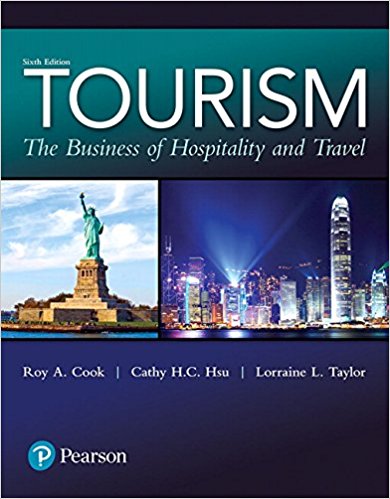 Sixth Edition
TOURISM
The Business of Hospitality and Travel
Roy A. Cook | Cathy H.C. Hsu | Lorraine L. Taylor
Pearson